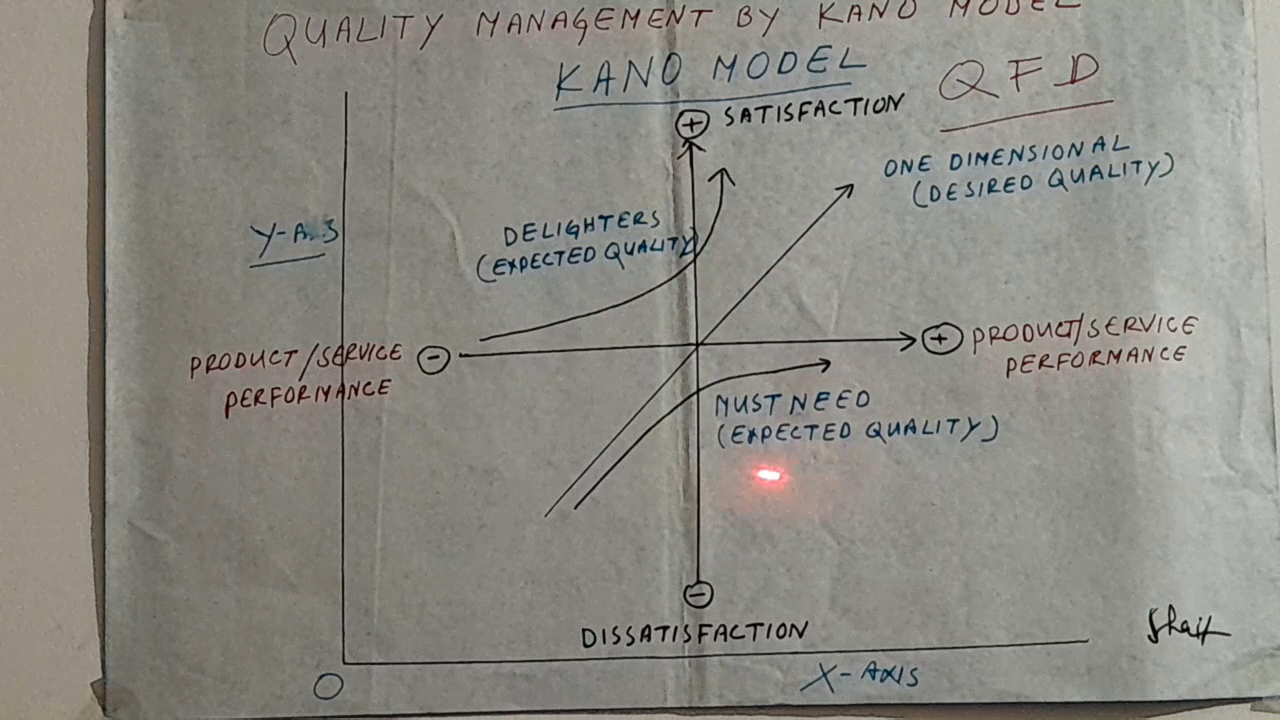 QUALITY MANAGEMENT BY KANO MODEL
KANO MODEL
QFD
+ SATISFACTION
ONE DIMENSIONAL
(DESIRED QUALITY)
Y-AXIS
DELIGHTERS
(EXPECTED QUALITY)
PRODUCT/SERVICE -
PERFORMANCE
+ PRODUCT/SERVICE
PERFORMANCE
MUST NEED
(EXPECTED QUALITY)
-
DISSATISFACTION
O
X-AXIS